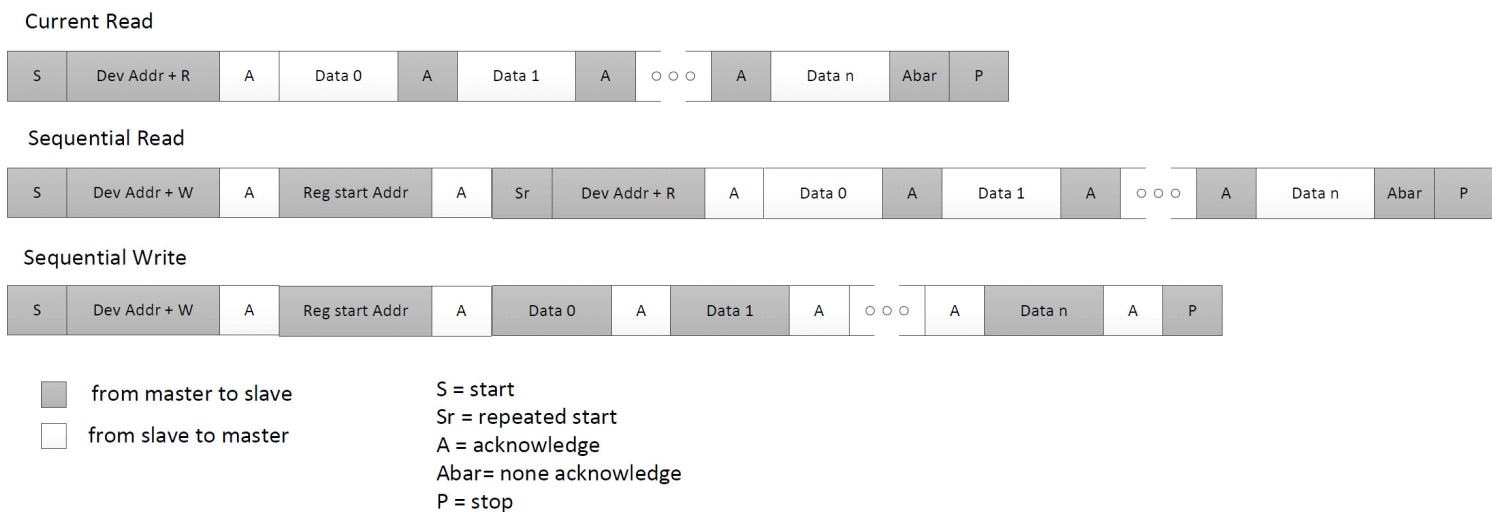 Current Read
S Dev Addr + R A Data 0 A Data 1 A ○ ○ ○ A Data n Abar P
Sequential Read
S Dev Addr + W A Reg start Addr A Sr Dev Addr + R A Data 0 A Data 1 A ○ ○ ○ A Data n Abar P
Sequential Write
S Dev Addr + W A Reg start Addr A Data 0 A Data 1 A ○ ○ ○ A Data n A P
from master to slave
from slave to master
S = start
Sr = repeated start
A = acknowledge
Abar= none acknowledge
P = stop